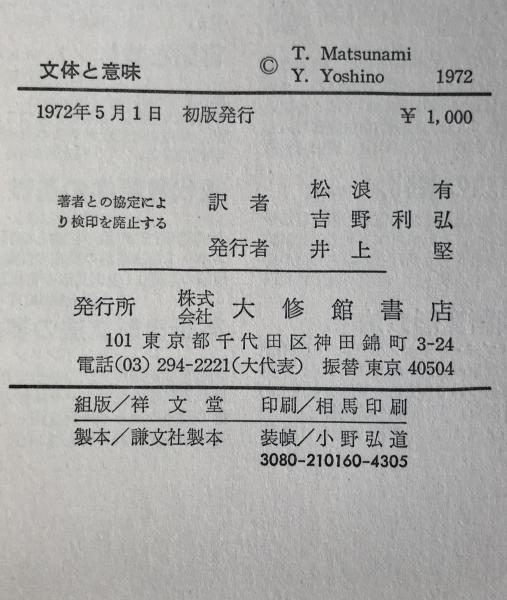 文体と意味
© T. Matsunami
Y. Yoshino 1972
1972年5月1日 初版発行 ¥ 1,000
著者との協定によ
り検印を廃止する
訳者 松浪 有
吉野利弘
発行者 井上 堅
発行所 株式会社 大修館書店
101 東京都千代田区神田錦町 3-24
電話(03) 294-2221(大代表) 振替 東京 40504
組版/祥文堂 印刷/相馬印刷
製本/謙文社製本 装幀/小野弘道
3080-210160-4305